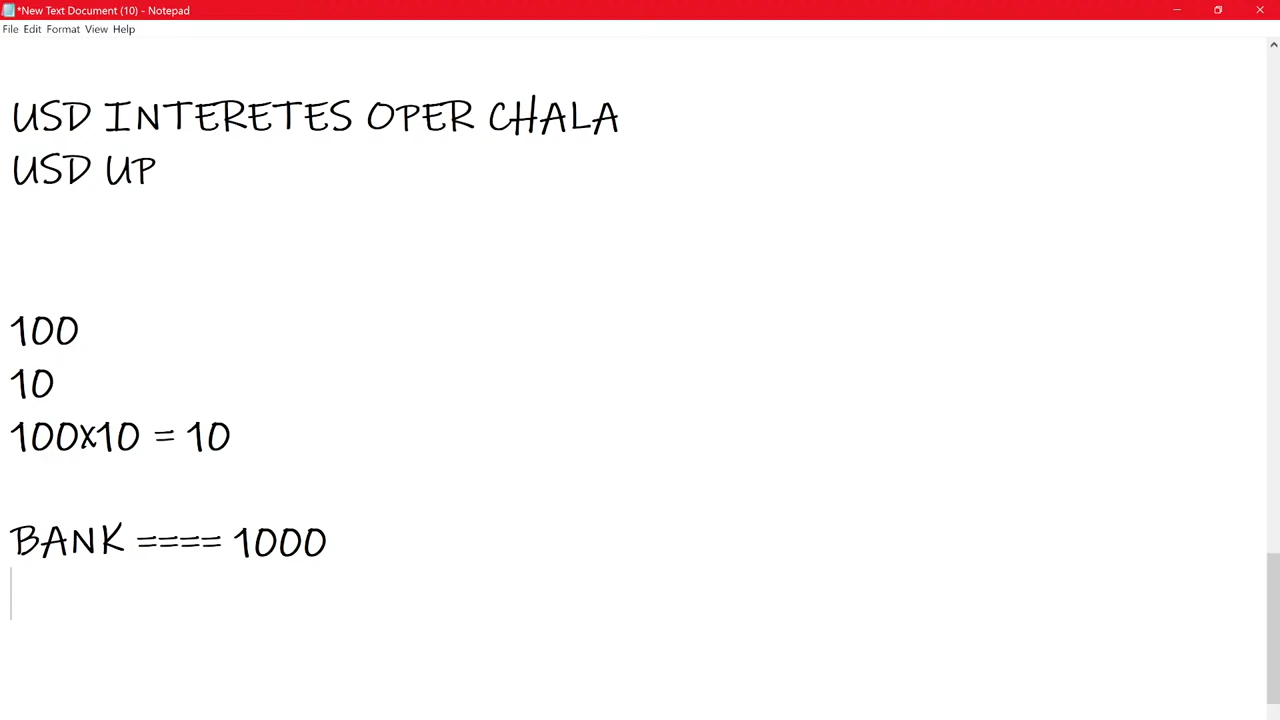 *New Text Document (10) - Notepad
File Edit Format View Help
USD INTERETES OPER CHALA
USD UP
100
10
100x10 = 10
BANK ==== 1000